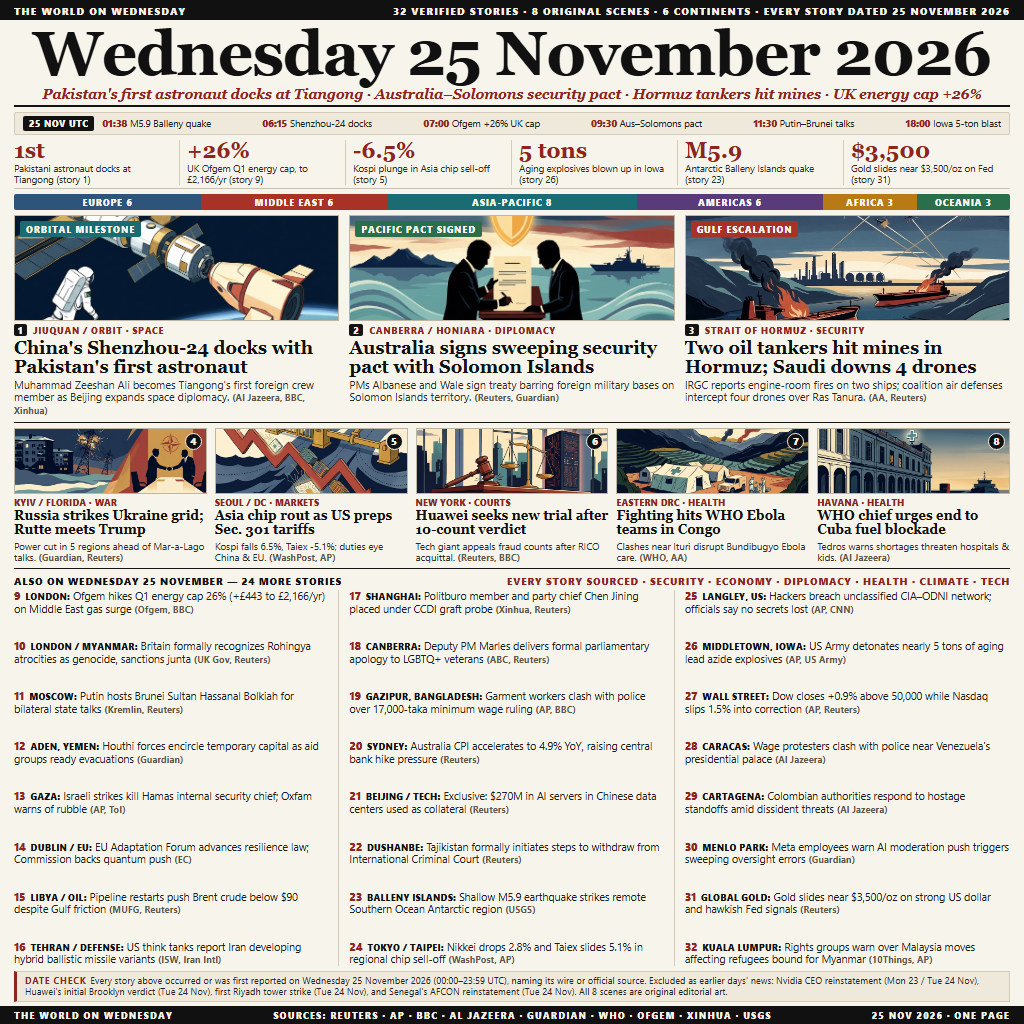 THE WORLD ON WEDNESDAY
32 VERIFIED STORIES · 8 ORIGINAL SCENES · 6 CONTINENTS · EVERY STORY DATED 25 NOVEMBER 2026
Wednesday 25 November 2026
Pakistan's first astronaut docks at Tiangong · Australia–Solomons security pact · Hormuz tankers hit mines · UK energy cap +26%
25 NOV UTC
01:38 M5.9 Balleny quake
06:15 Shenzhou-24 docks
07:00 Ofgem +26% UK cap
09:30 Aus–Solomons pact
11:30 Putin–Brunei talks
18:00 Iowa 5-ton blast
1st
Pakistani astronaut docks at
Tiangong (story 1)
+26%
UK Ofgem Q1 energy cap, to
£2,166/yr (story 9)
-6.5%
Kospi plunge in Asia chip sell-off
(story 5)
5 tons
Aging explosives blown up in Iowa
(story 26)
M5.9
Antarctic Balleny Islands quake
(story 23)
$3,500
Gold slides near $3,500/oz on Fed
(story 31)
EUROPE 6
MIDDLE EAST 6
ASIA-PACIFIC 8
AMERICAS 6
AFRICA 3
OCEANIA 3
ORBITAL MILESTONE
1 JIUQUAN / ORBIT · SPACE
China's Shenzhou-24 docks with
Pakistan's first astronaut
Muhammad Zeeshan Ali becomes Tiangong's first foreign crew
member as Beijing expands space diplomacy. (Al Jazeera, BBC,
Xinhua)
PACIFIC PACT SIGNED
2 CANBERRA / HONIARA · DIPLOMACY
Australia signs sweeping security
pact with Solomon Islands
PMs Albanese and Wale sign treaty barring foreign military bases on
Solomon Islands territory. (Reuters, Guardian)
GULF ESCALATION
3 STRAIT OF HORMUZ · SECURITY
Two oil tankers hit mines in
Hormuz; Saudi downs 4 drones
IRGC reports engine-room fires on two ships; coalition air defenses
intercept four drones over Ras Tanura. (AA, Reuters)
4
KYIV / FLORIDA · WAR
Russia strikes Ukraine grid;
Rutte meets Trump
Power cut in 5 regions ahead of Mar-a-Lago
talks. (Guardian, Reuters)
5
SEOUL / DC · MARKETS
Asia chip rout as US preps
Sec. 301 tariffs
Kospi falls 6.5%, Taiex -5.1%; duties eye
China & EU. (WashPost, AP)
6
NEW YORK · COURTS
Huawei seeks new trial after
10-count verdict
Tech giant appeals fraud counts after RICO
acquittal. (Reuters, Guardian)
7
EASTERN DRC · HEALTH
Fighting hits WHO Ebola
teams in Congo
Clashes near Ituri disrupt Bundibugyo Ebola
care. (WHO, AA)
8
HAVANA · HEALTH
WHO chief urges end to
Cuba fuel blockade
Tedros warns shortages threaten hospitals &
kids. (AP, Guardian)
ALSO ON WEDNESDAY 25 NOVEMBER — 24 MORE STORIES
EVERY STORY SOURCED · SECURITY · ECONOMY · DIPLOMACY · HEALTH · CLIMATE · TECH
9 LONDON: Ofgem hikes Q1 energy cap 26% (+£443 to £2,166/yr)
on Middle East gas surge (Ofgem, BBC)
10 LONDON / MYANMAR: Britain formally recognizes Rohingya
atrocities as genocide, sanctions junta (UK Gov, Reuters)
11 MOSCOW: Putin hosts Brunei Sultan Hassanal Bolkiah for
bilateral state talks (Kremlin, Reuters)
12 ADEN, YEMEN: Houthi forces encircle temporary capital as aid
groups ready evacuations (Guardian)
13 GAZA: Israeli strikes kill Hamas internal security chief; Oxfam
warns of rubble (AP, ToI)
14 DUBLIN / EU: EU Adaptation Forum advances resilience law;
Commission backs quantum push (EC)
15 LIBYA / OIL: Pipeline restarts push Brent crude below $90
despite Gulf friction (MUFG, Reuters)
16 TEHRAN / DEFENSE: US think tanks report Iran developing
hybrid ballistic missile variants (ISW, Iran Intl)
17 SHANGHAI: Politburo member and party chief Chen Jining
placed under CCDI graft probe (Xinhua, Reuters)
18 CANBERRA: Deputy PM Marles delivers formal parliamentary
apology to LGBTQ+ veterans (ABC, Reuters)
19 GAZIPUR, BANGLADESH: Garment workers clash with police
over 17,000-taka minimum wage ruling (AP, BBC)
20 SYDNEY: Australia CPI accelerates to 4.9% YoY, raising central
bank hike pressure (Reuters)
21 BEIJING / TECH: Exclusive: $270M in AI servers in Chinese data
centers used as collateral (Reuters)
22 DUSHANBE: Tajikistan formally initiates steps to withdraw from
International Criminal Court (Reuters)
23 BALLENY ISLANDS: Shallow M5.9 earthquake strikes remote
Southern Ocean Antarctic region (USGS)
24 TOKYO / TAIPEI: Nikkei drops 2.8% and Taiex slides 5.1% in
regional chip sell-off (WashPost, AP)
25 LANGLEY, US: Hackers breach unclassified CIA–ODNI network;
officials say no secrets lost (AP, CNN)
26 MIDDLETOWN, IOWA: US Army detonates nearly 5 tons of aging
lead azide explosives (AP, US Army)
27 WALL STREET: Dow closes +0.9% above 50,000 while Nasdaq
slips 1.5% into correction (AP, Reuters)
28 CARACAS: Wage protesters clash with police near Venezuela's
presidential palace (Al Jazeera)
29 CARTAGENA: Colombian authorities respond to hostage
standoffs amid dissident threats (Al Jazeera)
30 MENLO PARK: Meta employees warn AI moderation push triggers
sweeping oversight errors (Guardian)
31 GLOBAL GOLD: Gold slides near $3,500/oz on strong US dollar
and hawkish Fed signals (Reuters)
32 KUALA LUMPUR: Rights groups warn over Malaysia moves
affecting refugees bound for Myanmar (10Things, AP)
DATE CHECK Every story above occurred or was first reported on Wednesday 25 November 2026 (00:00–23:59 UTC), naming its wire or official source. Excluded as earlier days' news: Nvidia CEO reinstatement (Mon 23 / Tue 24 Nov),
Huawei's initial Brooklyn verdict (Tue 24 Nov), first Riyadh tower strike (Tue 24 Nov), and Senegal's AFCON reinstatement (Tue 24 Nov). All 8 scenes are original editorial art.
THE WORLD ON WEDNESDAY
SOURCES: REUTERS · AP · BBC · AL JAZEERA · GUARDIAN · WHO · OFGEM · XINHUA · USGS
25 NOV 2026 · ONE PAGE